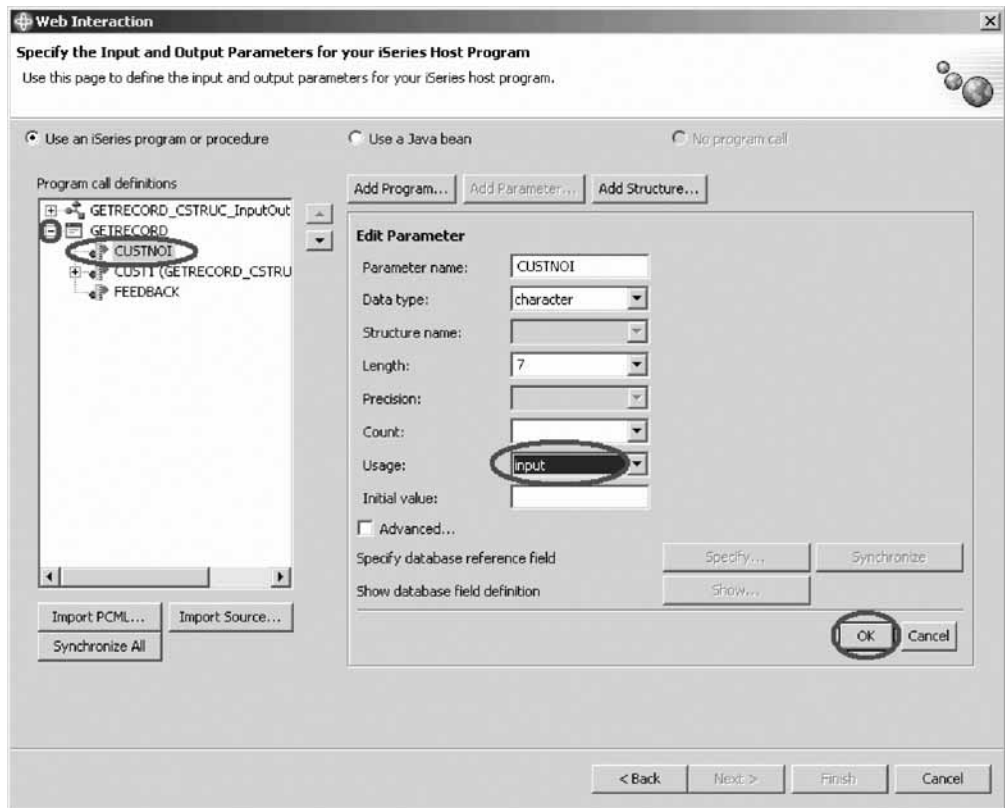 Web Interaction
Specify the Input and Output Parameters for your iSeries Host Program
Use this page to define the input and output parameters for your iSeries host program.
Use an iSeries program or procedure
Use a Java bean
No program call
Program call definitions
Add Program...
Add Parameter...
Add Structure...
GETRECORD_CSTRUC_InputOut
GETRECORD
CUSTNOI
CUST1 (GETRECORD_CSTRU
FEEDBACK
Edit Parameter
Parameter name: CUSTNOI
Data type: character
Structure name:
Length: 7
Precision:
Count:
Usage: input
Initial value:
Advanced...
Specify database reference field Specify... Synchronize
Show database field definition Show...
Import PCML... Import Source...
Synchronize All
OK Cancel
< Back Next > Finish Cancel